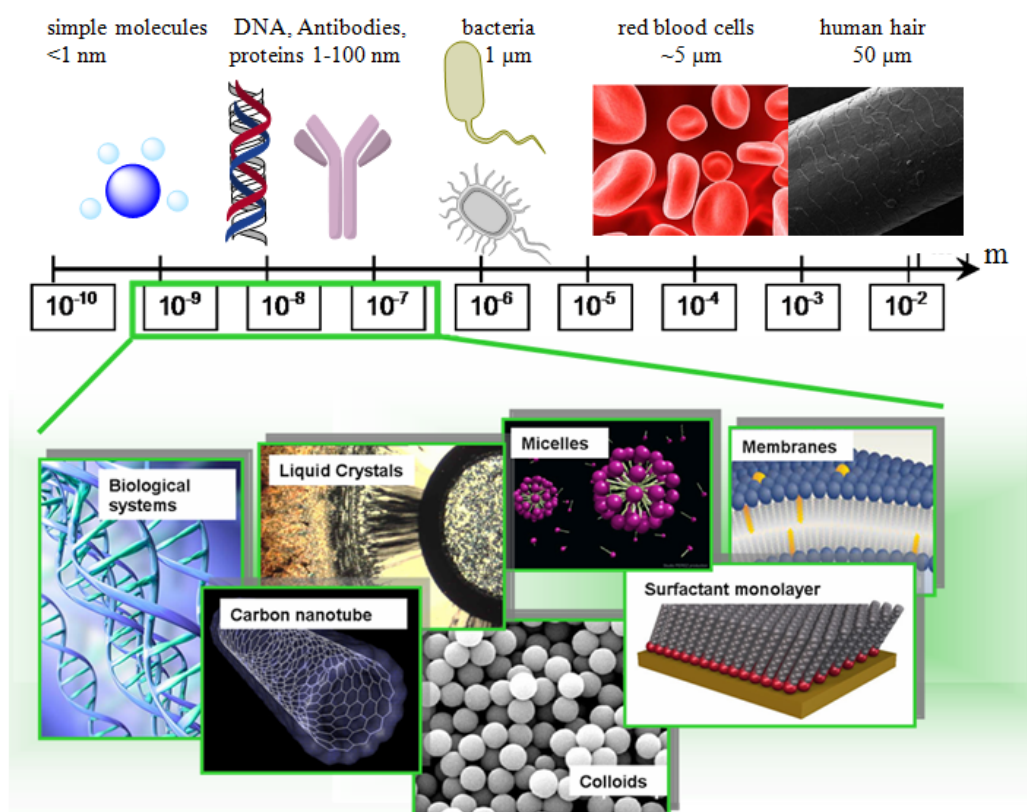 simple molecules
<1 nm
DNA, Antibodies,
proteins 1-100 nm
bacteria
1 μm
red blood cells
~5 μm
human hair
50 μm
m
10⁻¹⁰
10⁻⁹
10⁻⁸
10⁻⁷
10⁻⁶
10⁻⁵
10⁻⁴
10⁻³
10⁻²
Biological
systems
Liquid Crystals
Micelles
Membranes
Carbon nanotube
Surfactant monolayer
Colloids